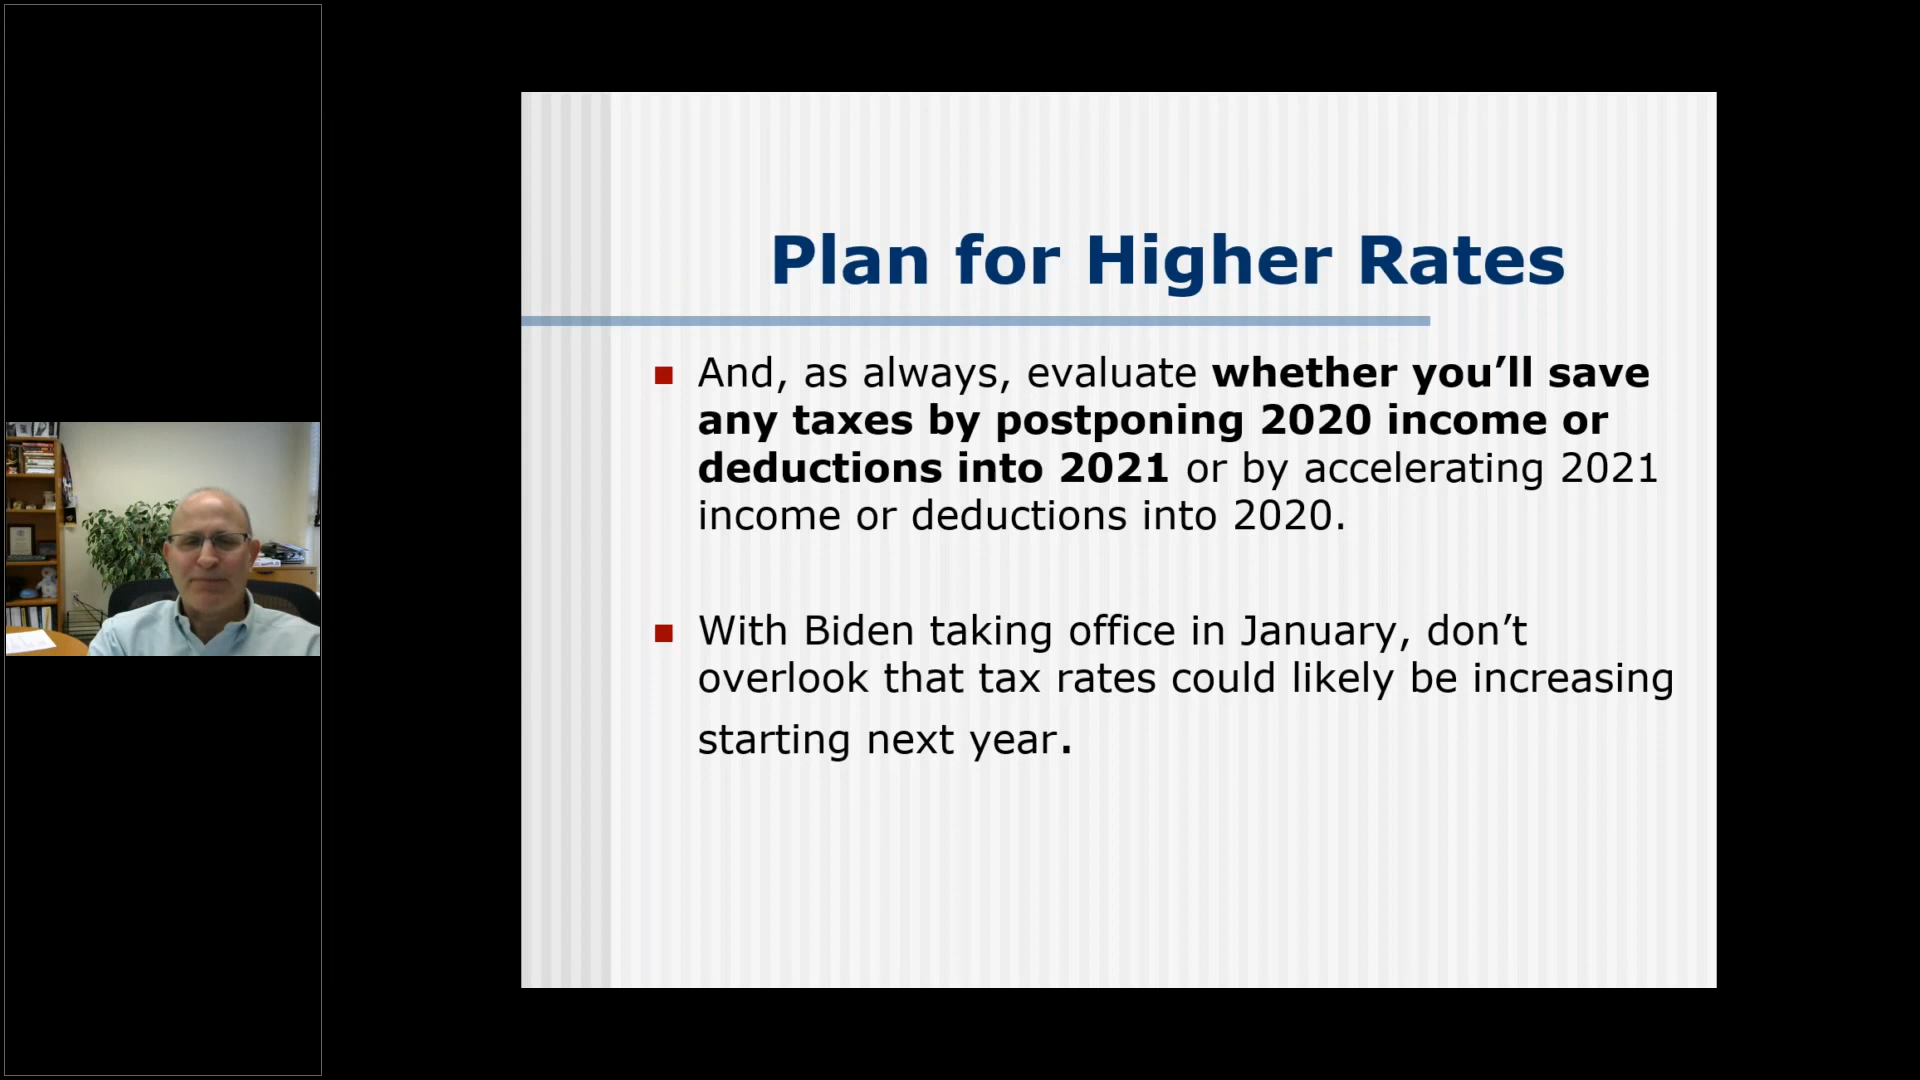 Plan for Higher Rates
■ And, as always, evaluate whether you’ll save
any taxes by postponing 2020 income or
deductions into 2021 or by accelerating 2021
income or deductions into 2020.
■ With Biden taking office in January, don’t
overlook that tax rates could likely be increasing
starting next year.